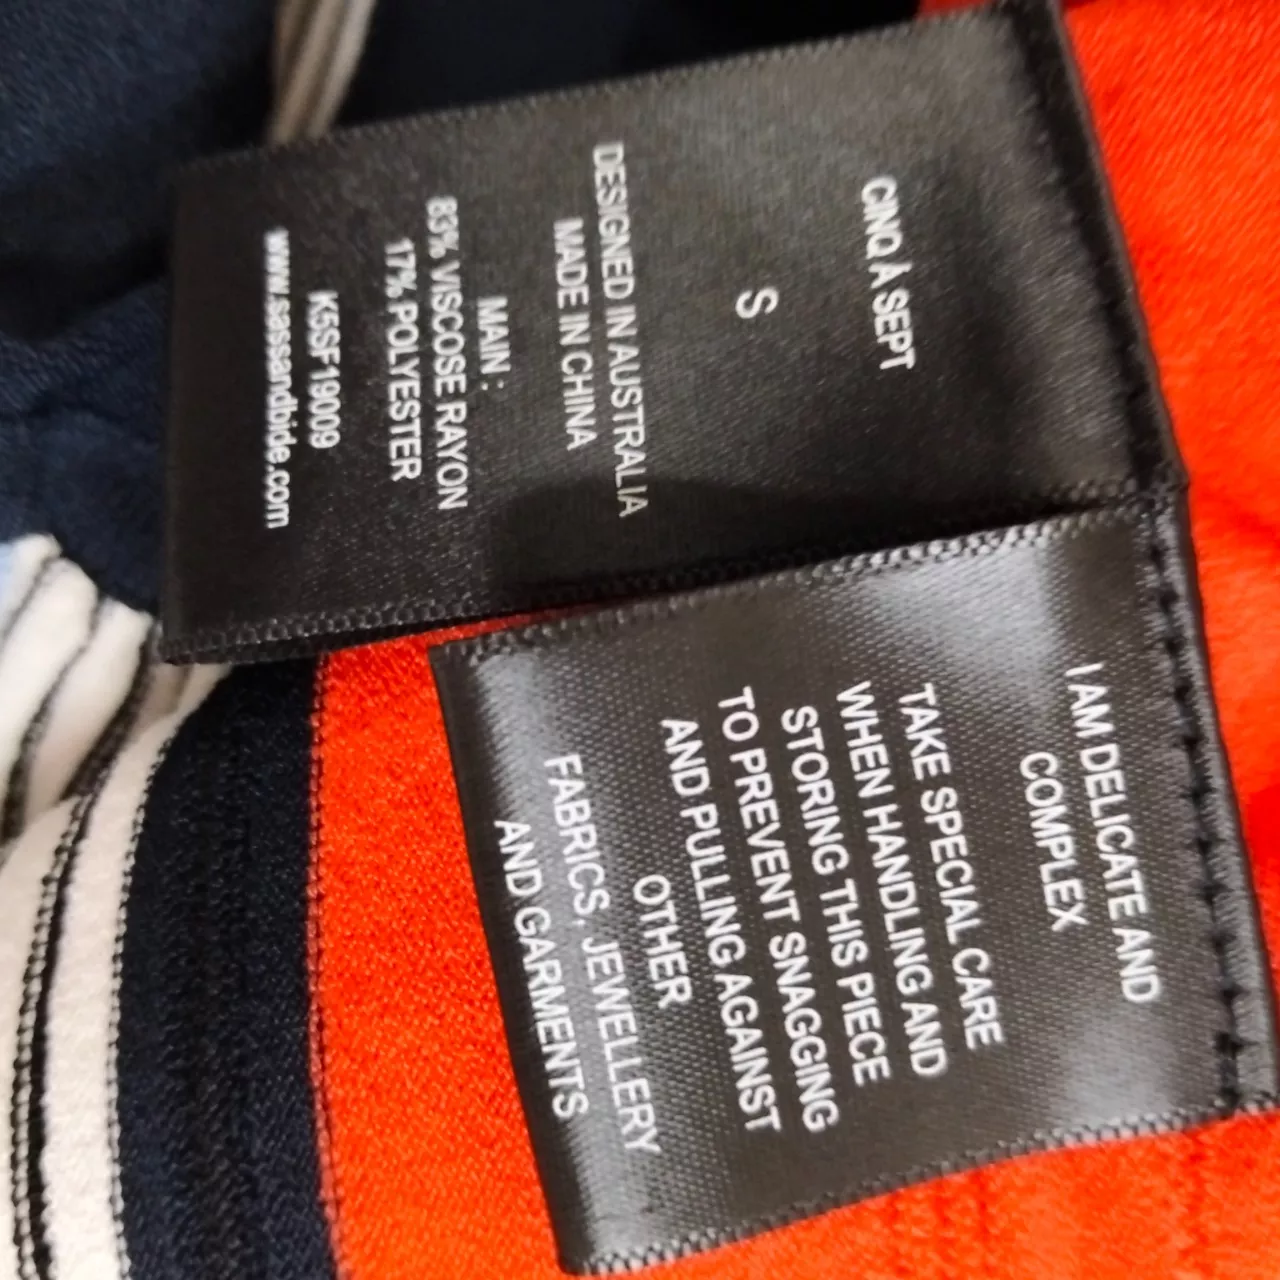 CINQ À SEPT
S
DESIGNED IN AUSTRALIA
MADE IN CHINA
MAIN :
83% VISCOSE RAYON
17% POLYESTER
K5SF19009
www.sassandbide.com
I AM DELICATE AND
COMPLEX
TAKE SPECIAL CARE
WHEN HANDLING AND
STORING THIS PIECE
TO PREVENT SNAGGING
AND PULLING AGAINST
OTHER
FABRICS, JEWELLERY
AND GARMENTS